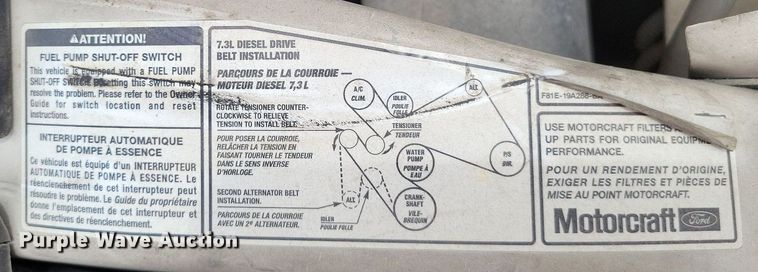 ATTENTION!
FUEL PUMP SHUT-OFF SWITCH
This vehicle is equipped with a FUEL PUMP
SHUT-OFF SWITCH. Resetting this switch may
resolve the problem. Please refer to the Owner
Guide for switch location and reset
instructions.
INTERRUPTEUR AUTOMATIQUE
DE POMPE À ESSENCE
Ce véhicule est équipé d'un INTERRUPTEUR
AUTOMATIQUE DE POMPE À ESSENCE. Le
réenclenchement de cet interrupteur peut
résoudre le problème. Le Guide du propriétaire
donne l'emplacement de cet interrupteur et
des directives de réenclenchement.
7.3L DIESEL DRIVE
BELT INSTALLATION
PARCOURS DE LA COURROIE —
MOTEUR DIESEL 7,3 L
ROTATE TENSIONER COUNTER-
CLOCKWISE TO RELIEVE
TENSION TO INSTALL BELT.
POUR POSER LA COURROIE,
RELÂCHER LA TENSION EN
FAISANT TOURNER LE TENDEUR
DANS LE SENS INVERSE
D'HORLOGE.
SECOND ALTERNATOR BELT
INSTALLATION.
PARCOURS DE LA COURROIE
AVEC UN 2e ALTERNATEUR.
A/C
CLIM.
IDLER
POULIE
FOLLE
ALT.
TENSIONER
TENDEUR
WATER
PUMP
POMPE À
EAU
P/S
DIR.
ALT.
IDLER
POULIE FOLLE
CRANK-
SHAFT
VILE-
BREQUIN
F81E-19A266-
USE MOTORCRAFT FILTERS
UP PARTS FOR ORIGINAL EQUIPM
PERFORMANCE.
POUR UN RENDEMENT D'ORIGINE,
EXIGER LES FILTRES ET PIÈCES DE
MISE AU POINT MOTORCRAFT.
Motorcraft Ford
Purple Wave Auction